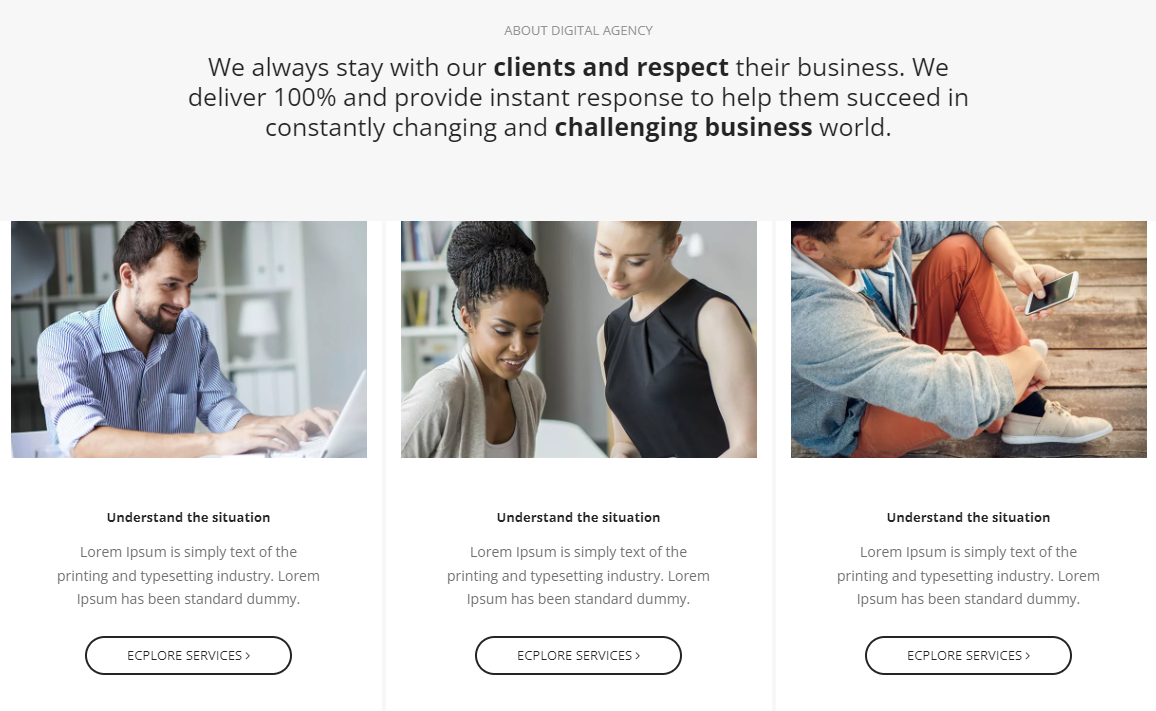 ABOUT DIGITAL AGENCY
We always stay with our clients and respect their business. We
deliver 100% and provide instant response to help them succeed in
constantly changing and challenging business world.
Understand the situation
Lorem Ipsum is simply text of the
printing and typesetting industry. Lorem
Ipsum has been standard dummy.
ECPLORE SERVICES >
Understand the situation
Lorem Ipsum is simply text of the
printing and typesetting industry. Lorem
Ipsum has been standard dummy.
ECPLORE SERVICES >
Understand the situation
Lorem Ipsum is simply text of the
printing and typesetting industry. Lorem
Ipsum has been standard dummy.
ECPLORE SERVICES >